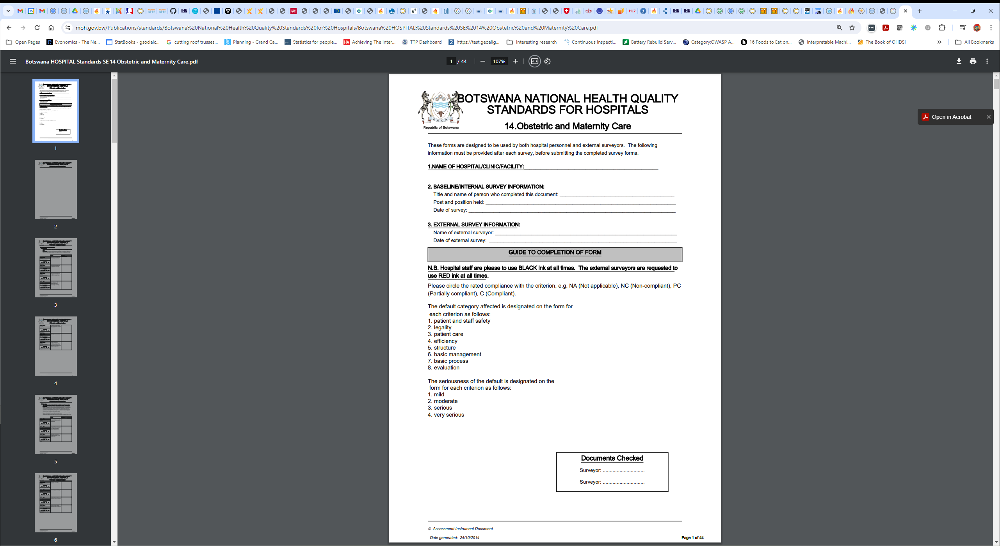 moh.gov.bw/Publications/standards/Botswana%20National%20Health%20Quality%20Standards%20for%20Hospitals/Botswana%20HOSPITAL%20Standards%20SE%2014%20Obstetric%20and%20Maternity%20Care.pdf
Open Pages Evonomics - The Ne... StatBooks - gsocialc... cutting roof trusses... Planning - Grand Ca... Statistics for people... Achieving The Inter... TTP Dashboard https://test.geoalig... Interesting research Continuous Inspecti... Battery Rebuild Serv... Category:OWASP A... 16 Foods to Eat on... Interpretable Machi... The Book of OHDSI » All Bookmarks
Botswana HOSPITAL Standards SE 14 Obstetric and Maternity Care.pdf
1 / 44 107%
Open in Acrobat
1
2
3
4
5
6
BOTSWANA NATIONAL HEALTH QUALITY
STANDARDS FOR HOSPITALS
14.Obstetric and Maternity Care
PULA
Republic of Botswana
These forms are designed to be used by both hospital personnel and external surveyors. The following
information must be provided after each survey, before submitting the completed survey forms.
1.NAME OF HOSPITAL/CLINIC/FACILITY:
2. BASELINE/INTERNAL SURVEY INFORMATION:
Title and name of person who completed this document:
Post and position held:
Date of survey:
3. EXTERNAL SURVEY INFORMATION:
Name of external surveyor:
Date of external survey:
GUIDE TO COMPLETION OF FORM
N.B. Hospital staff are please to use BLACK ink at all times. The external surveyors are requested to
use RED ink at all times.
Please circle the rated compliance with the criterion, e.g. NA (Not applicable), NC (Non-compliant), PC
(Partially compliant), C (Compliant).
The default category affected is designated on the form for
each criterion as follows:
1. patient and staff safety
2. legality
3. patient care
4. efficiency
5. structure
6. basic management
7. basic process
8. evaluation
The seriousness of the default is designated on the
form for each criterion as follows:
1. mild
2. moderate
3. serious
4. very serious
Documents Checked
Surveyor: ..............................
Surveyor: ..............................
© Assessment Instrument Document
Date generated: 24/10/2014
Page 1 of 44